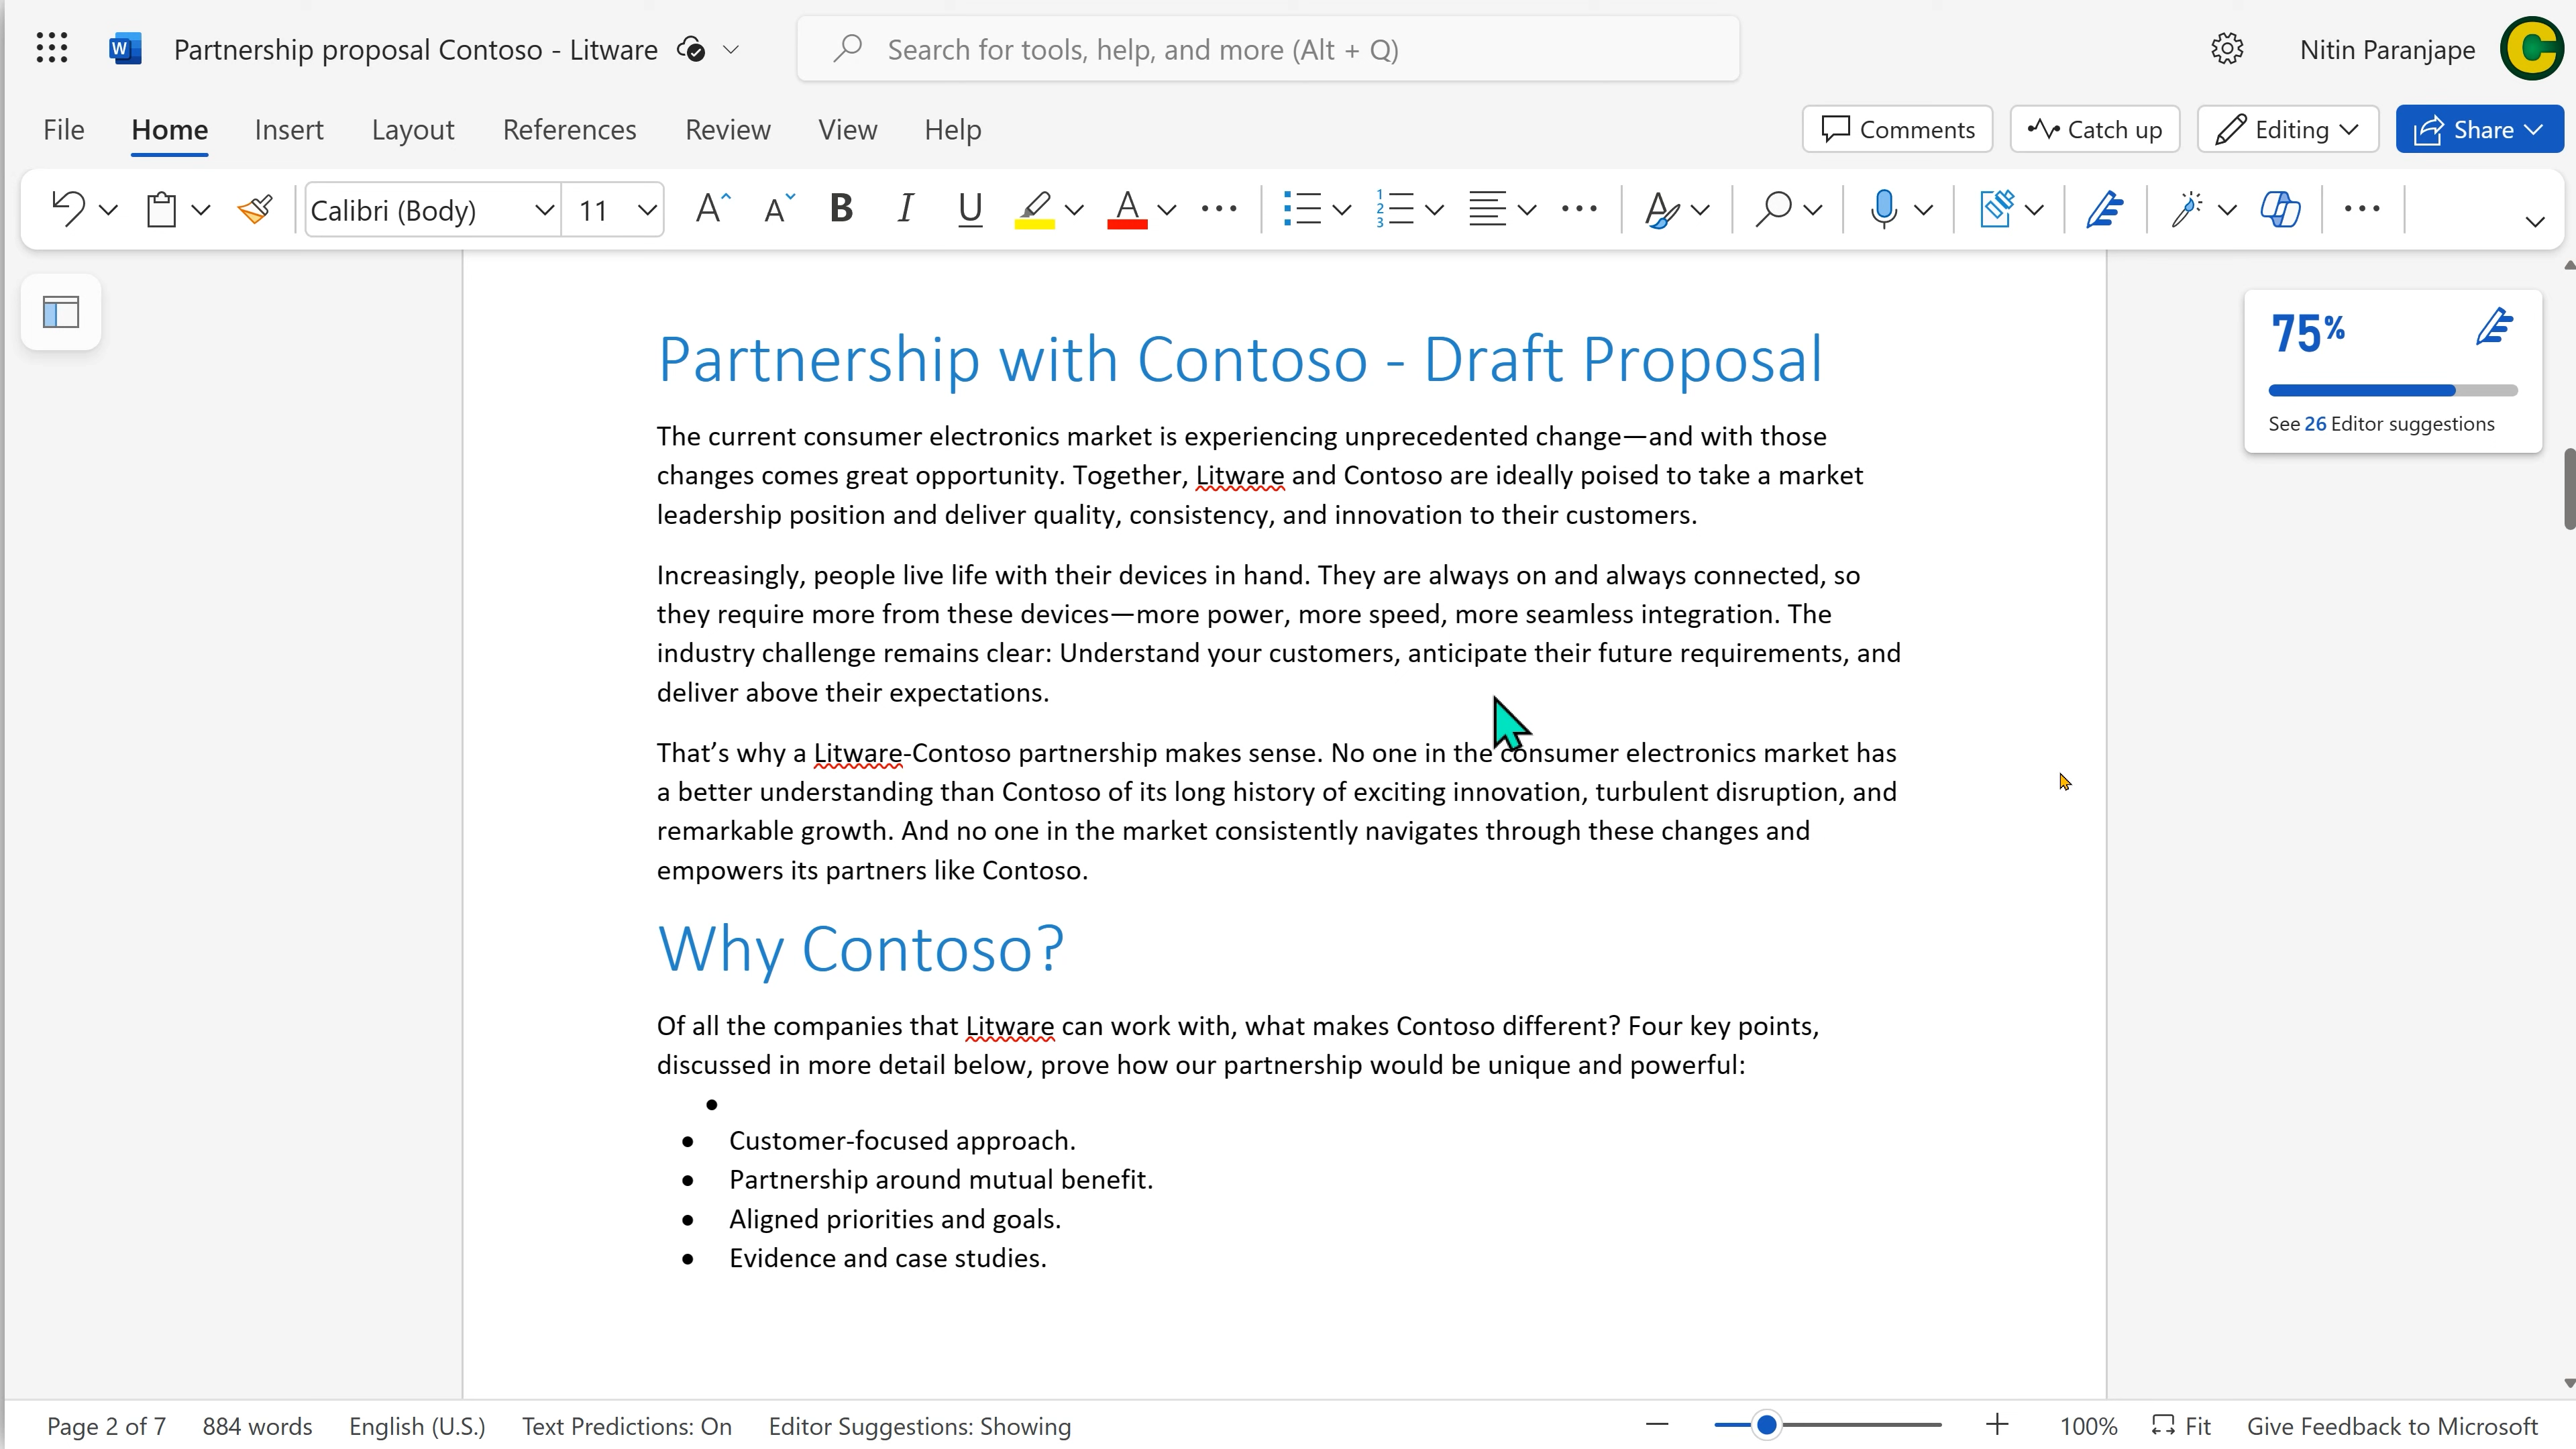 W
Partnership proposal Contoso - Litware
Search for tools, help, and more (Alt + Q)
Nitin Paranjape
C
File
Home
Insert
Layout
References
Review
View
Help
Comments
Catch up
Editing
Share
Calibri (Body)
11
A
A
B
I
U
A
1
2
3
A
75%
See 26 Editor suggestions
Partnership with Contoso - Draft Proposal
The current consumer electronics market is experiencing unprecedented change—and with those
changes comes great opportunity. Together, Litware and Contoso are ideally poised to take a market
leadership position and deliver quality, consistency, and innovation to their customers.
Increasingly, people live life with their devices in hand. They are always on and always connected, so
they require more from these devices—more power, more speed, more seamless integration. The
industry challenge remains clear: Understand your customers, anticipate their future requirements, and
deliver above their expectations.
That’s why a Litware-Contoso partnership makes sense. No one in the consumer electronics market has
a better understanding than Contoso of its long history of exciting innovation, turbulent disruption, and
remarkable growth. And no one in the market consistently navigates through these changes and
empowers its partners like Contoso.
Why Contoso?
Of all the companies that Litware can work with, what makes Contoso different? Four key points,
discussed in more detail below, prove how our partnership would be unique and powerful:
•
• Customer-focused approach.
• Partnership around mutual benefit.
• Aligned priorities and goals.
• Evidence and case studies.
Page 2 of 7
884 words
English (U.S.)
Text Predictions: On
Editor Suggestions: Showing
100%
Fit
Give Feedback to Microsoft